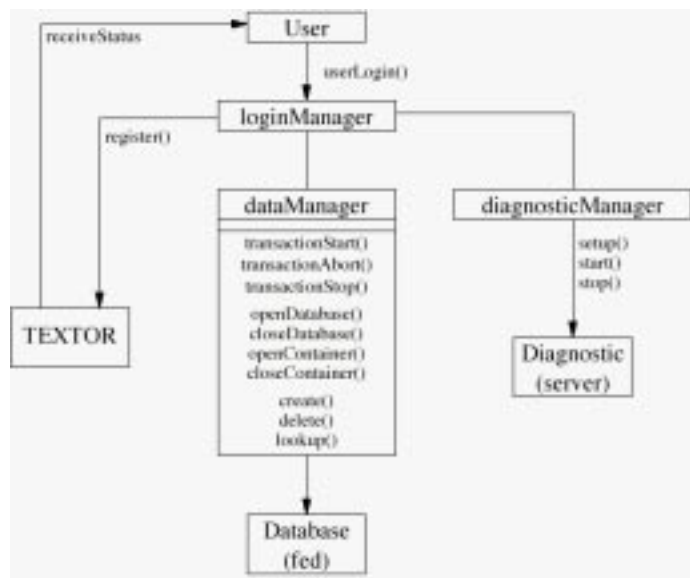 User
receiveStatus
userLogin()
loginManager
register()
dataManager
diagnosticManager
transactionStart()
transactionAbort()
transactionStop()
openDatabase()
closeDatabase()
openContainer()
closeContainer()
create()
delete()
lookup()
setup()
start()
stop()
TEXTOR
Diagnostic
(server)
Database
(fed)